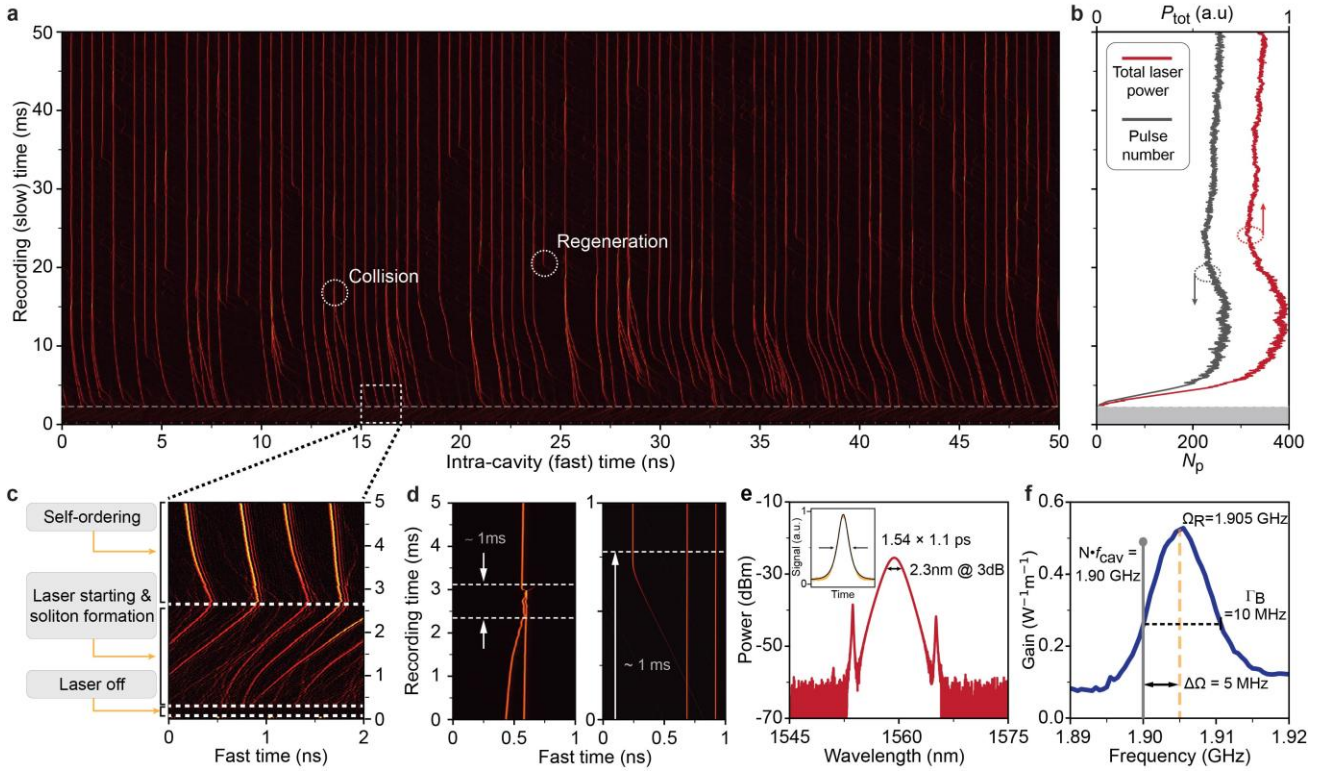 a
50
40
30
20
10
0
Recording (slow) time (ms)
Collision
Regeneration
0 5 10 15 20 25 30 35 40 45 50
Intra-cavity (fast) time (ns)
b
P_tot (a.u)
0 1
Total laser
power
Pulse
number
0 200 400
N_p
c
Self-ordering
Laser starting &
soliton formation
Laser off
5
4
3
2
1
0
0 1 2
Fast time (ns)
d
5
4
3
2
1
0
Recording time (ms)
~ 1ms
0 0.5 1
1
0
~ 1 ms
0 0.5 1
Fast time (ns)
e
-10
-30
-50
-70
Power (dBm)
1
0
Signal (a.u.)
Time
1.54 × 1.1 ps
2.3nm @ 3dB
1545 1560 1575
Wavelength (nm)
f
0.6
0.4
0.2
0.0
Gain (W⁻¹m⁻¹)
Ω_R=1.905 GHz
N•f_cav =
1.90 GHz
Γ_B
=10 MHz
ΔΩ = 5 MHz
1.89 1.90 1.91 1.92
Frequency (GHz)